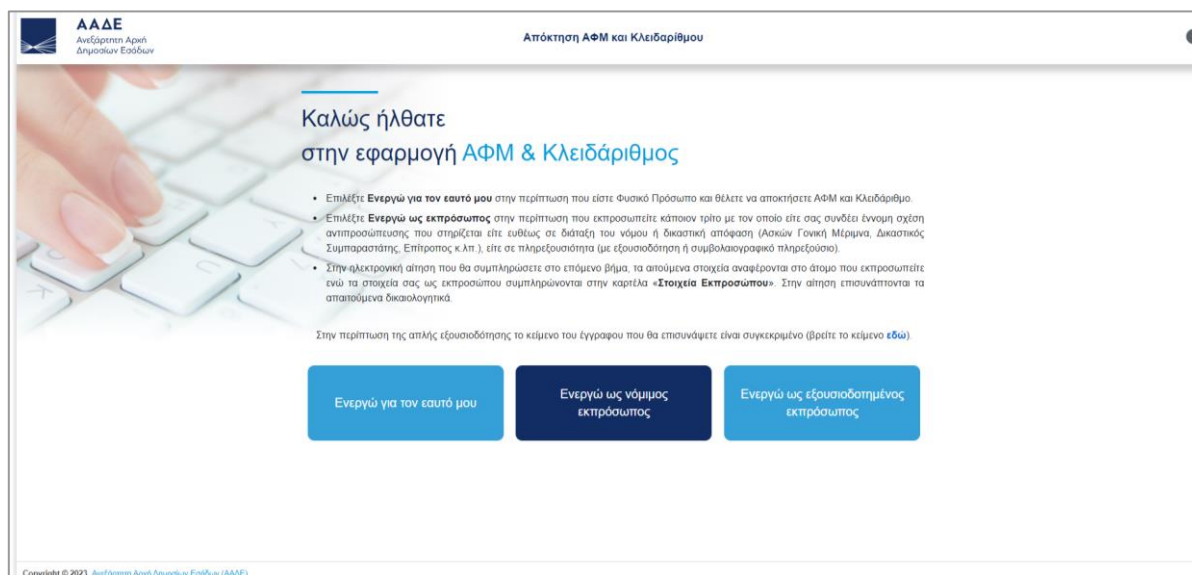 ΑΑΔΕ
Ανεξάρτητη Αρχή
Δημοσίων Εσόδων
Απόκτηση ΑΦΜ και Κλειδαρίθμου
Καλώς ήλθατε
στην εφαρμογή ΑΦΜ & Κλειδάριθμος
• Επιλέξτε Ενεργώ για τον εαυτό μου στην περίπτωση που είστε Φυσικό Πρόσωπο και θέλετε να αποκτήσετε ΑΦΜ και Κλειδάριθμο.
• Επιλέξτε Ενεργώ ως εκπρόσωπος στην περίπτωση που εκπροσωπείτε κάποιον τρίτο με τον οποίο είτε σας συνδέει έννομη σχέση
αντιπροσώπευσης που στηρίζεται είτε ευθέως σε διάταξη του νόμου ή δικαστική απόφαση (Ασκών Γονική Μέριμνα, Δικαστικός
Συμπαραστάτης, Επίτροπος κ.λπ.), είτε σε πληρεξουσιότητα (με εξουσιοδότηση ή συμβολαιογραφικό πληρεξούσιο).
• Στην ηλεκτρονική αίτηση που θα συμπληρώσετε στο επόμενο βήμα, τα αιτούμενα στοιχεία αναφέρονται στο άτομο που εκπροσωπείτε
ενώ τα στοιχεία σας ως εκπροσώπου συμπληρώνονται στην καρτέλα «Στοιχεία Εκπροσώπου». Στην αίτηση επισυνάπτονται τα
απαιτούμενα δικαιολογητικά.
Στην περίπτωση της απλής εξουσιοδότησης το κείμενο του έγγραφου που θα επισυνάψετε είναι συγκεκριμένο (βρείτε το κείμενο εδώ).
Ενεργώ για τον εαυτό μου
Ενεργώ ως νόμιμος
εκπρόσωπος
Ενεργώ ως εξουσιοδοτημένος
εκπρόσωπος
Copyright © 2023 Ανεξάρτητη Αρχή Δημοσίων Εσόδων (ΑΑΔΕ)